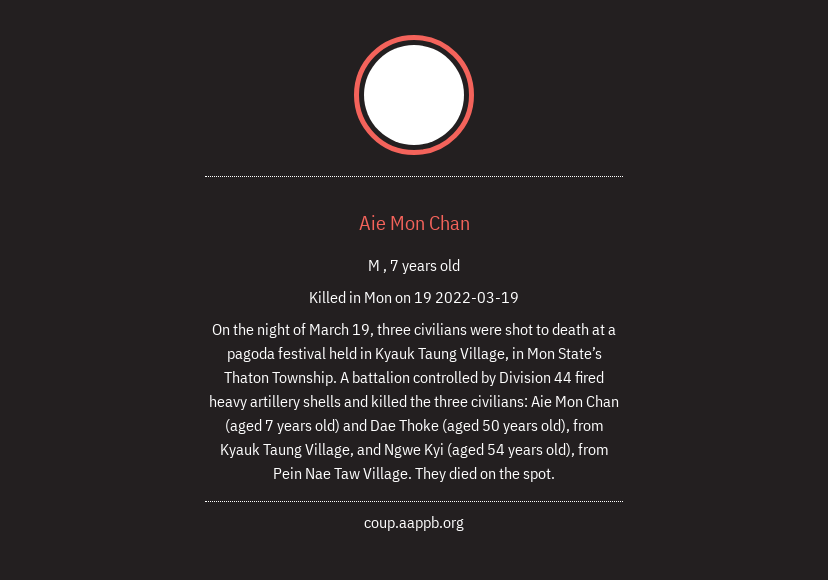 Aie Mon Chan
M , 7 years old
Killed in Mon on 19 2022-03-19
On the night of March 19, three civilians were shot to death at a
pagoda festival held in Kyauk Taung Village, in Mon State’s
Thaton Township. A battalion controlled by Division 44 fired
heavy artillery shells and killed the three civilians: Aie Mon Chan
(aged 7 years old) and Dae Thoke (aged 50 years old), from
Kyauk Taung Village, and Ngwe Kyi (aged 54 years old), from
Pein Nae Taw Village. They died on the spot.
coup.aappb.org